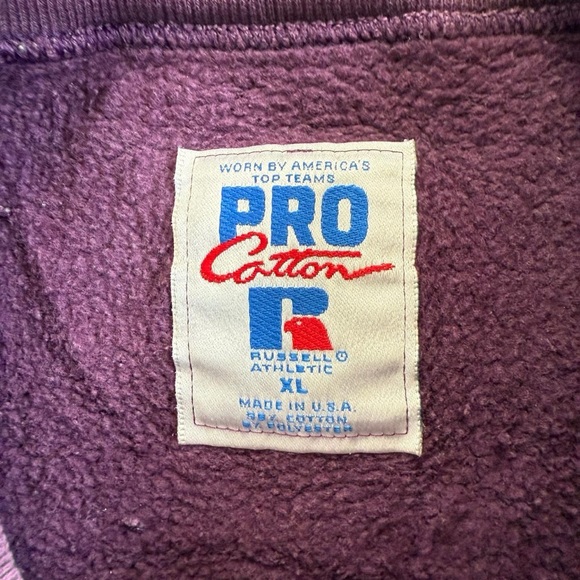 WORN BY AMERICA'S
TOP TEAMS
PRO
Cotton
R
RUSSELL
ATHLETIC
XL
MADE IN U.S.A.
COTTON
POLYESTER